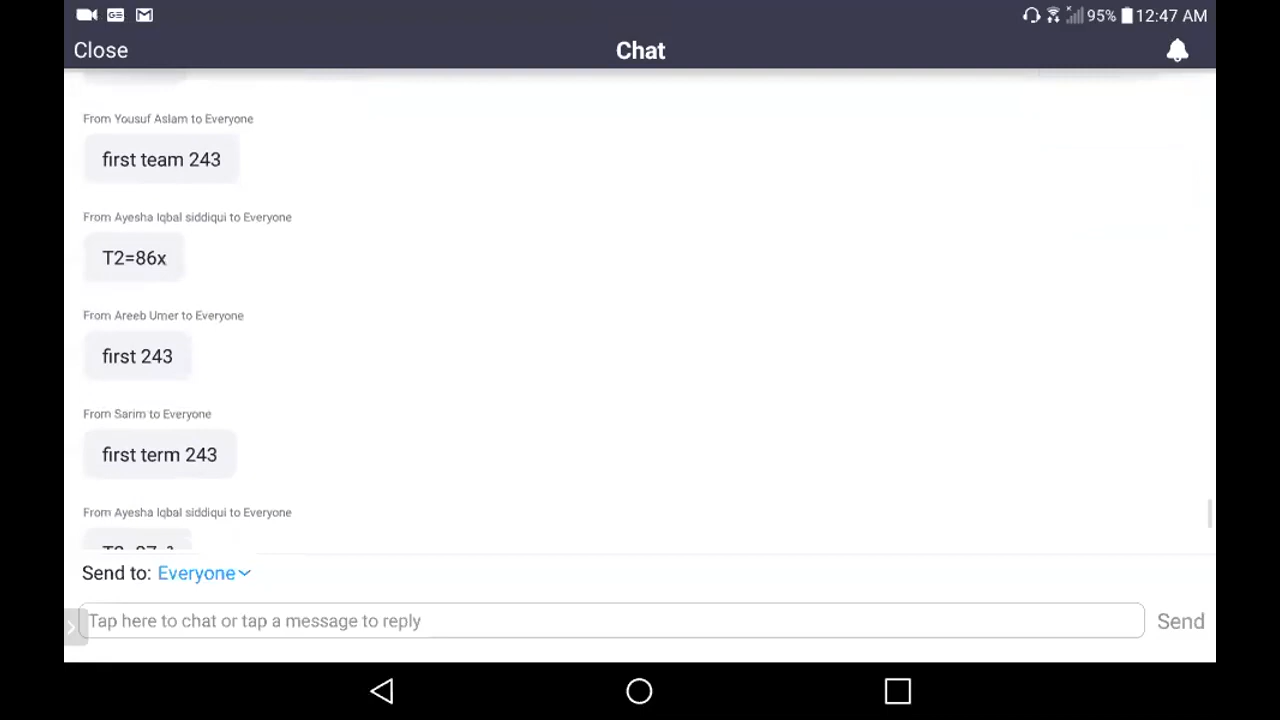 95% 12:47 AM
Close Chat
From Yousuf Aslam to Everyone
first team 243
From Ayesha Iqbal siddiqui to Everyone
T2=86x
From Areeb Umer to Everyone
first 243
From Sarim to Everyone
first term 243
From Ayesha Iqbal siddiqui to Everyone
Send to: Everyone
Tap here to chat or tap a message to reply Send